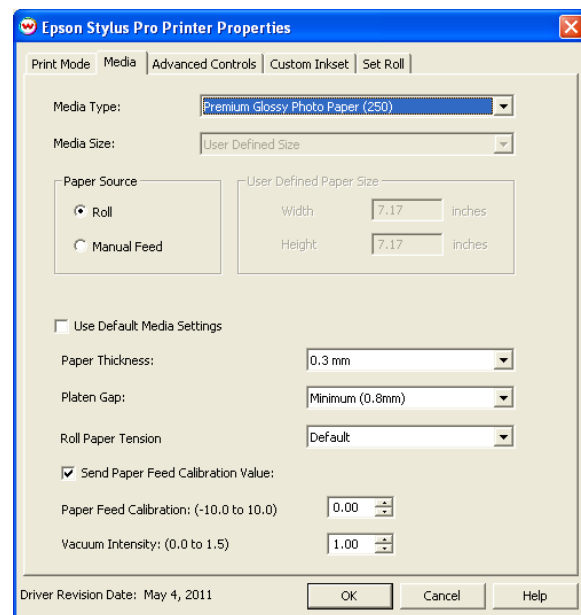 Epson Stylus Pro Printer Properties
Print Mode Media Advanced Controls Custom Inkset Set Roll
Media Type: Premium Glossy Photo Paper (250)
Media Size: User Defined Size
Paper Source User Defined Paper Size
Roll Width 7.17 inches
Manual Feed Height 7.17 inches
Use Default Media Settings
Paper Thickness: 0.3 mm
Platen Gap: Minimum (0.8mm)
Roll Paper Tension Default
Send Paper Feed Calibration Value:
Paper Feed Calibration: (-10.0 to 10.0) 0.00
Vacuum Intensity: (0.0 to 1.5) 1.00
Driver Revision Date: May 4, 2011 OK Cancel Help